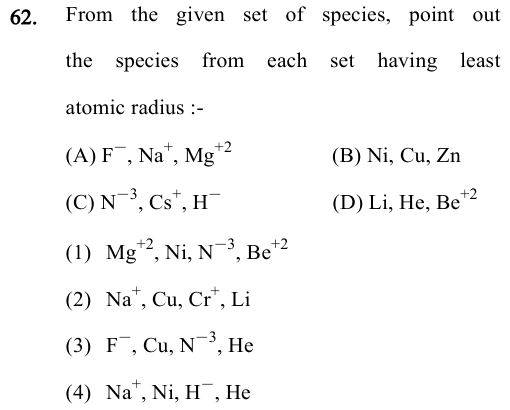 62. From the given set of species, point out
the species from each set having least
atomic radius :-
(A) F⁻, Na⁺, Mg⁺² (B) Ni, Cu, Zn
(C) N⁻³, Cs⁺, H⁻ (D) Li, He, Be⁺²
(1) Mg⁺², Ni, N⁻³, Be⁺²
(2) Na⁺, Cu, Cr⁺, Li
(3) F⁻, Cu, N⁻³, He
(4) Na⁺, Ni, H⁻, He